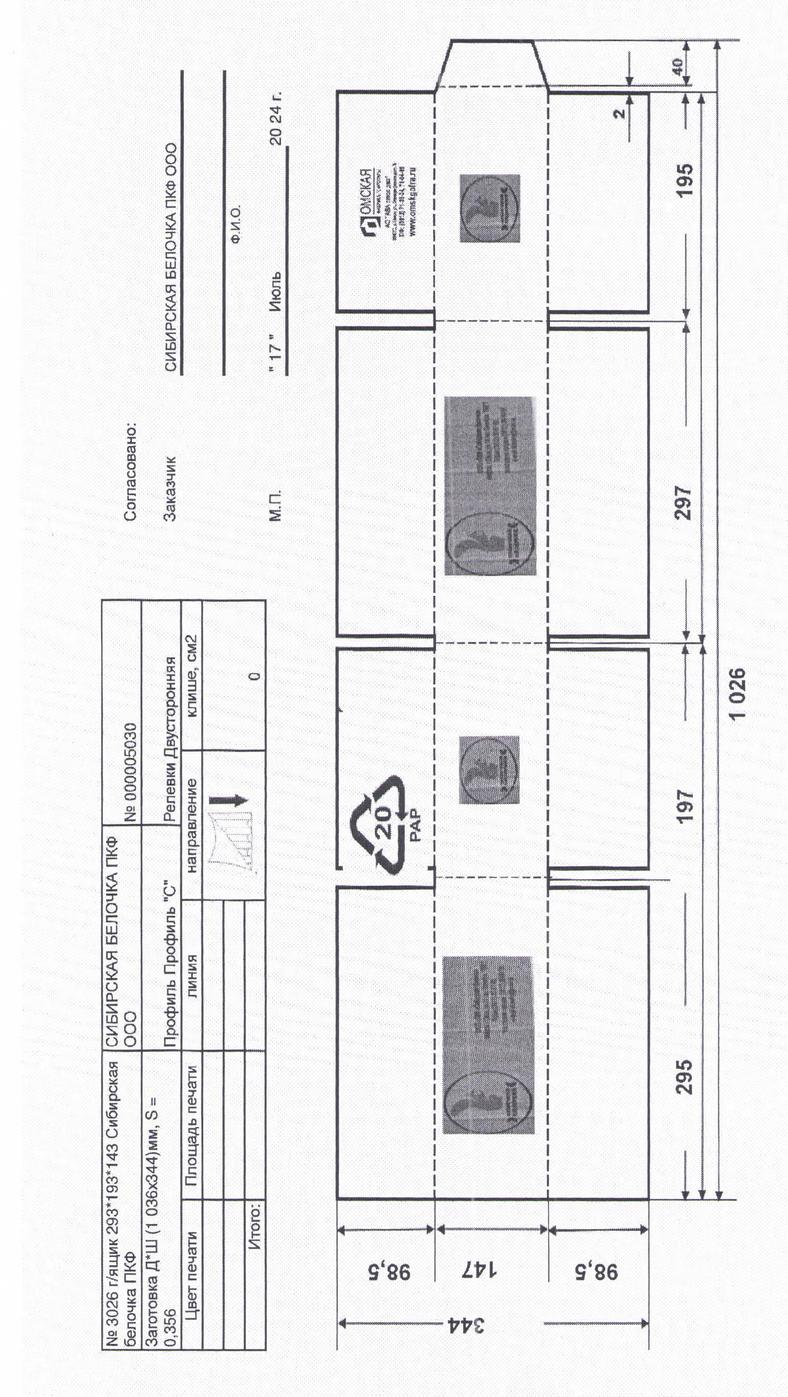 № 3026 г/ящик 293*193*143 Сибирская
белочка ПКФ
СИБИРСКАЯ БЕЛОЧКА ПКФ
ООО
№ 000005030
Заготовка Д*Ш (1 036х344)мм, S =
0,356
Профиль Профиль "С"
Релевки Двусторонняя
Цвет печати
Площадь печати
линия
направление
клише, см2
Итого:
0
Согласовано:
Заказчик
СИБИРСКАЯ БЕЛОЧКА ПКФ ООО
Ф.И.О.
М.П.
" 17 "
Июль
20 24 г.
20
PAP
ОМСКАЯ
www.omskgofra.ru
98,5
147
98,5
344
295
197
297
195
2
40
1 026